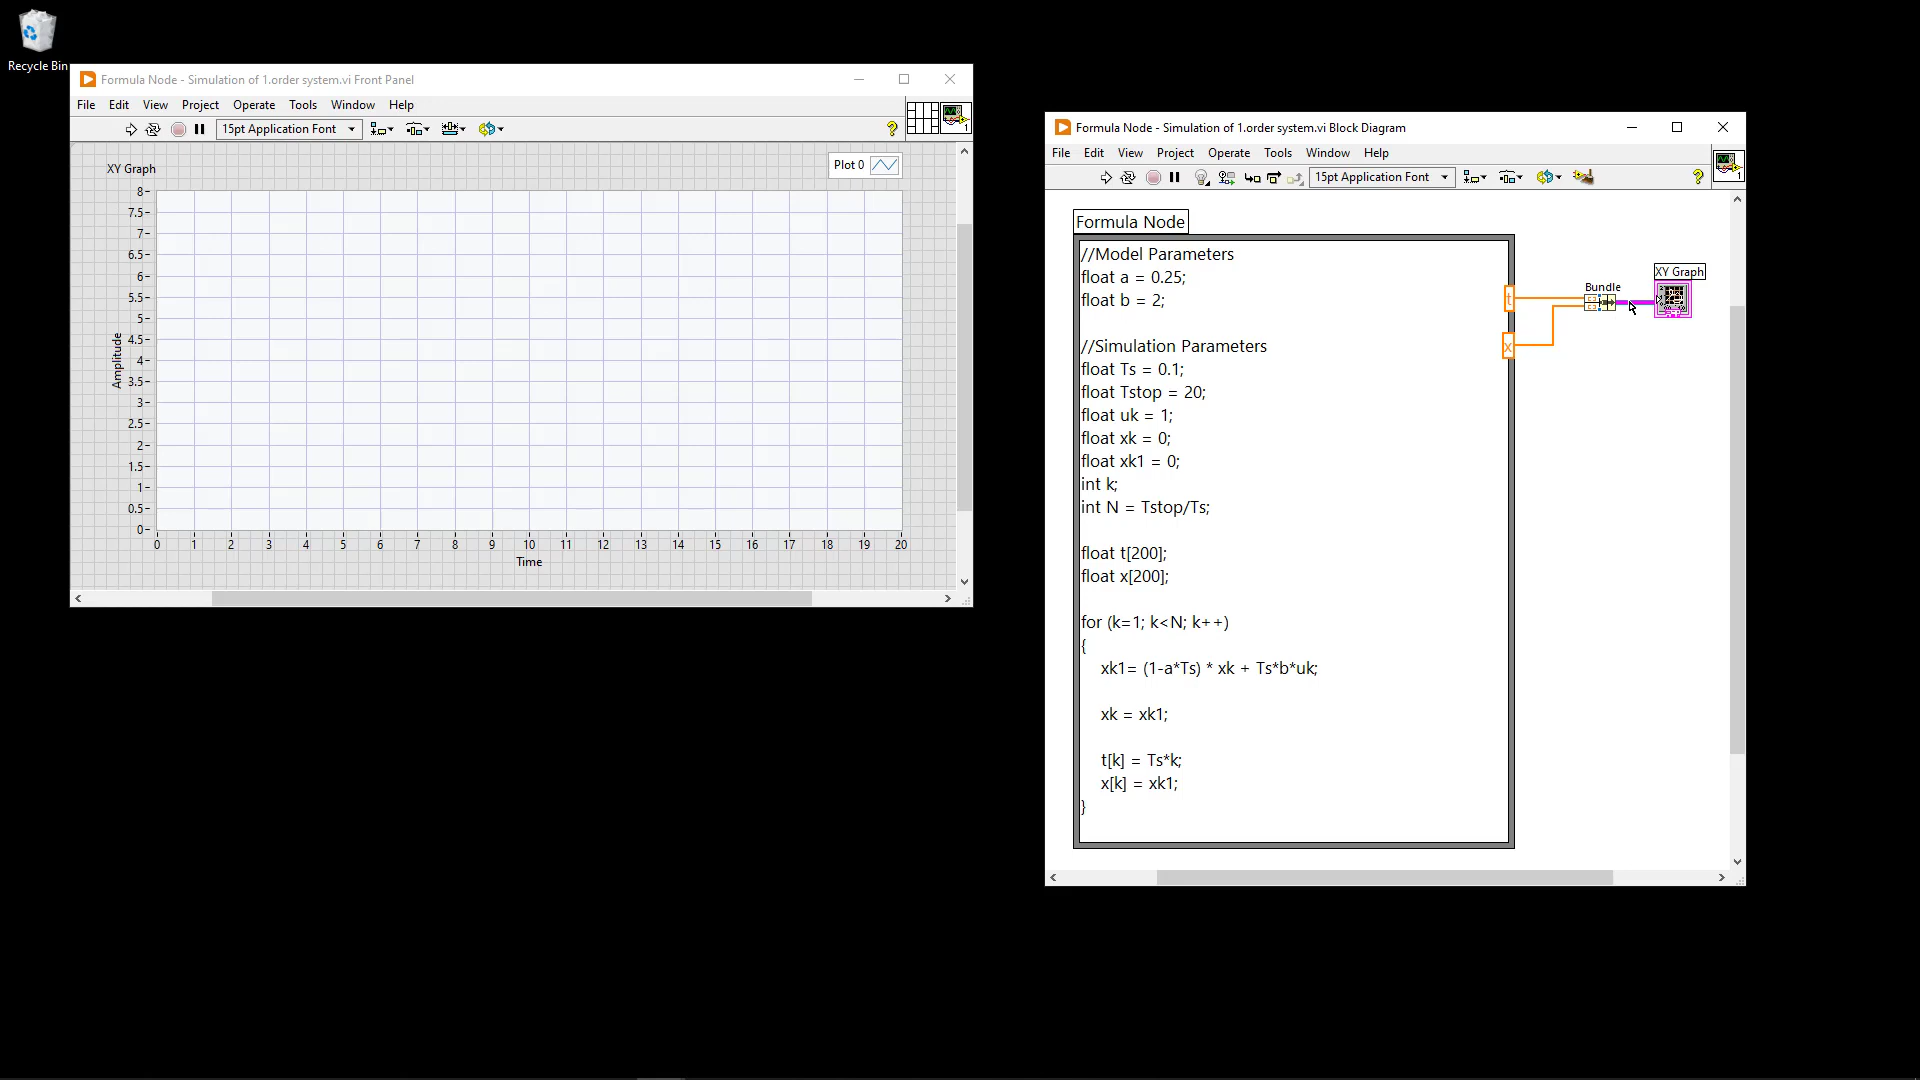 Recycle Bin
Formula Node - Simulation of 1.order system.vi Front Panel
File Edit View Project Operate Tools Window Help
15pt Application Font
XY Graph
Plot 0
Amplitude
8
7.5
7
6.5
6
5.5
5
4.5
4
3.5
3
2.5
2
1.5
1
0.5
0
0 1 2 3 4 5 6 7 8 9 10 11 12 13 14 15 16 17 18 19 20
Time
Formula Node - Simulation of 1.order system.vi Block Diagram
File Edit View Project Operate Tools Window Help
15pt Application Font
Formula Node
//Model Parameters
float a = 0.25;
float b = 2;
//Simulation Parameters
float Ts = 0.1;
float Tstop = 20;
float uk = 1;
float xk = 0;
float xk1 = 0;
int k;
int N = Tstop/Ts;
float t[200];
float x[200];
for (k=1; k<N; k++)
{
xk1= (1-a*Ts) * xk + Ts*b*uk;
xk = xk1;
t[k] = Ts*k;
x[k] = xk1;
}
t
x
Bundle
XY Graph